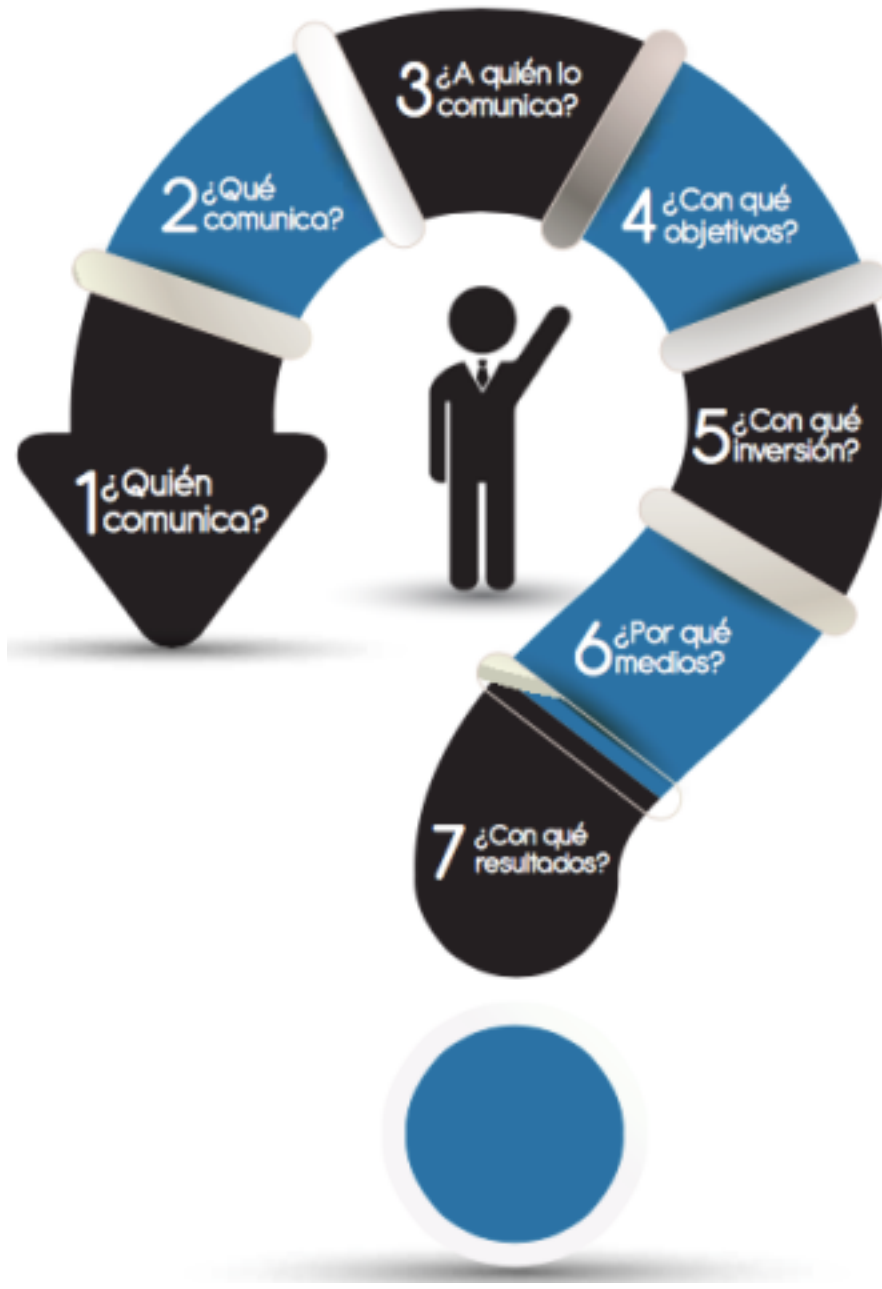 1 ¿Quién
comunica?
2 ¿Qué
comunica?
3 ¿A quién lo
comunica?
4 ¿Con qué
objetivos?
5 ¿Con qué
inversión?
6 ¿Por qué
medios?
7 ¿Con qué
resultados?